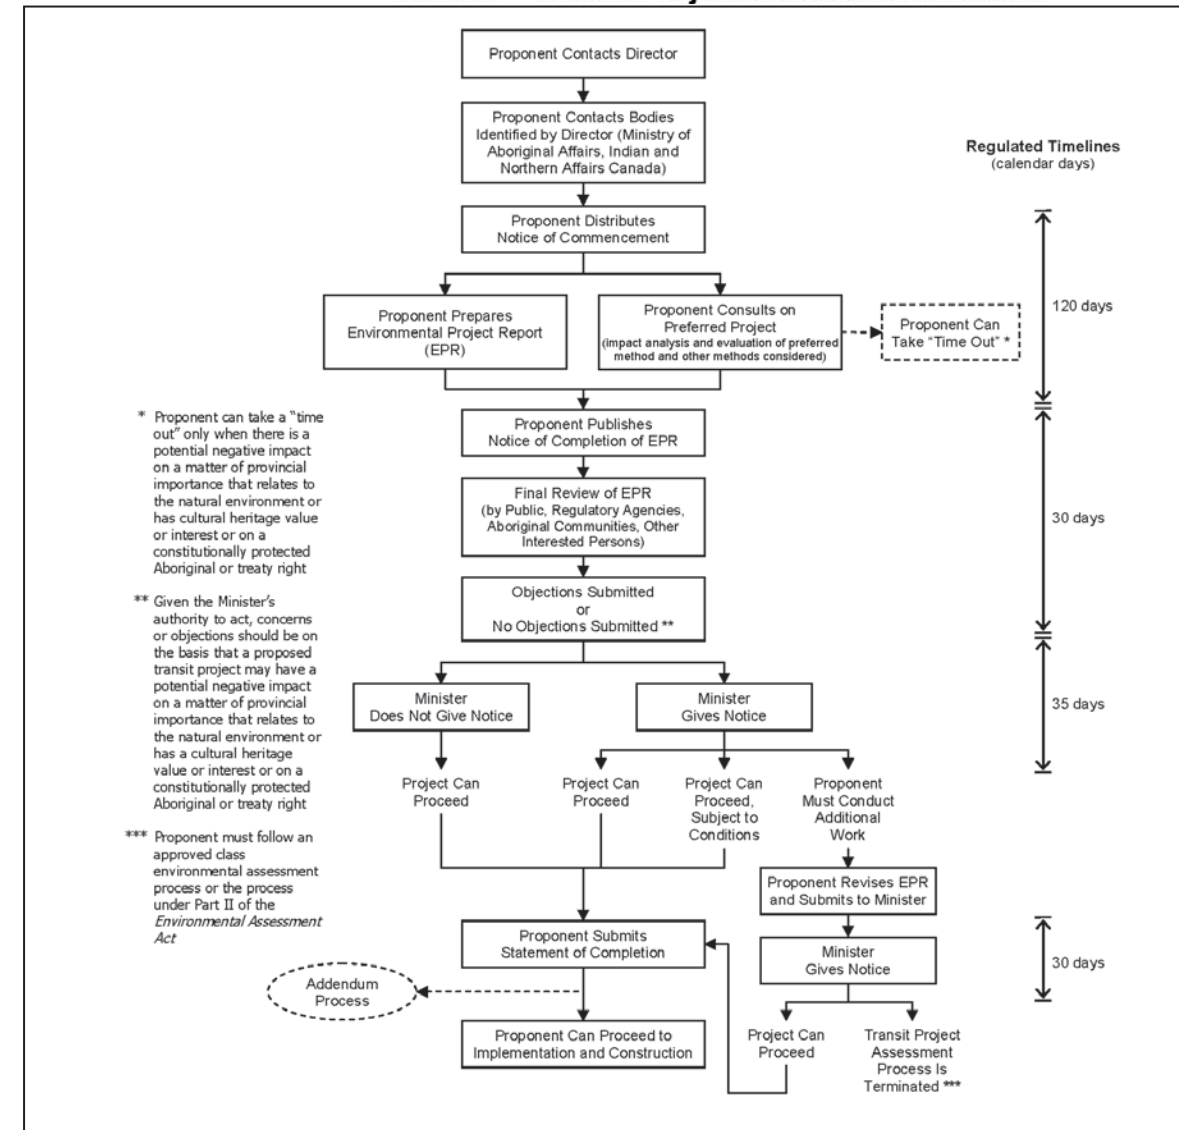 Proponent Contacts Director
Proponent Contacts Bodies
Identified by Director (Ministry of
Aboriginal Affairs, Indian and
Northern Affairs Canada)
Regulated Timelines
(calendar days)
Proponent Distributes
Notice of Commencement
Proponent Prepares
Environmental Project Report
(EPR)
Proponent Consults on
Preferred Project
(impact analysis and evaluation of preferred
method and other methods considered)
Proponent Can
Take "Time Out" *
120 days
Proponent Publishes
Notice of Completion of EPR
Final Review of EPR
(by Public, Regulatory Agencies,
Aboriginal Communities, Other
Interested Persons)
30 days
Objections Submitted
or
No Objections Submitted **
Minister
Does Not Give Notice
Minister
Gives Notice
35 days
Project Can
Proceed
Project Can
Proceed
Project Can
Proceed,
Subject to
Conditions
Proponent
Must Conduct
Additional
Work
Proponent Revises EPR
and Submits to Minister
Proponent Submits
Statement of Completion
Minister
Gives Notice
30 days
Addendum
Process
Proponent Can Proceed to
Implementation and Construction
Project Can
Proceed
Transit Project
Assessment
Process Is
Terminated ***
* Proponent can take a "time
out" only when there is a
potential negative impact
on a matter of provincial
importance that relates to
the natural environment or
has cultural heritage value
or interest or on a
constitutionally protected
Aboriginal or treaty right
** Given the Minister's
authority to act, concerns
or objections should be on
the basis that a proposed
transit project may have a
potential negative impact
on a matter of provincial
importance that relates to
the natural environment or
has a cultural heritage
value or interest or on a
constitutionally protected
Aboriginal or treaty right
*** Proponent must follow an
approved class
environmental assessment
process or the process
under Part II of the
Environmental Assessment
Act